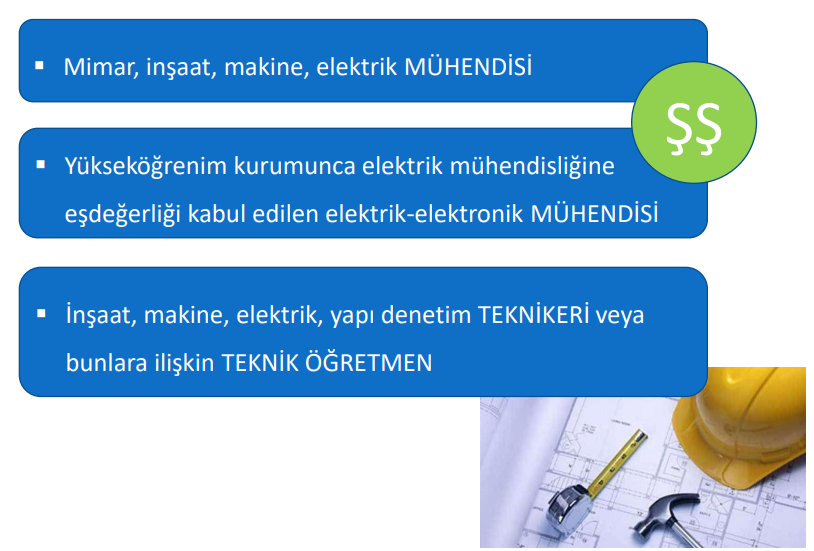 ▪ Mimar, inşaat, makine, elektrik MÜHENDİSİ
ŞŞ
▪ Yükseköğrenim kurumunca elektrik mühendisliğine
eşdeğerliği kabul edilen elektrik-elektronik MÜHENDİSİ
▪ İnşaat, makine, elektrik, yapı denetim TEKNİKERİ veya
bunlara ilişkin TEKNİK ÖĞRETMEN